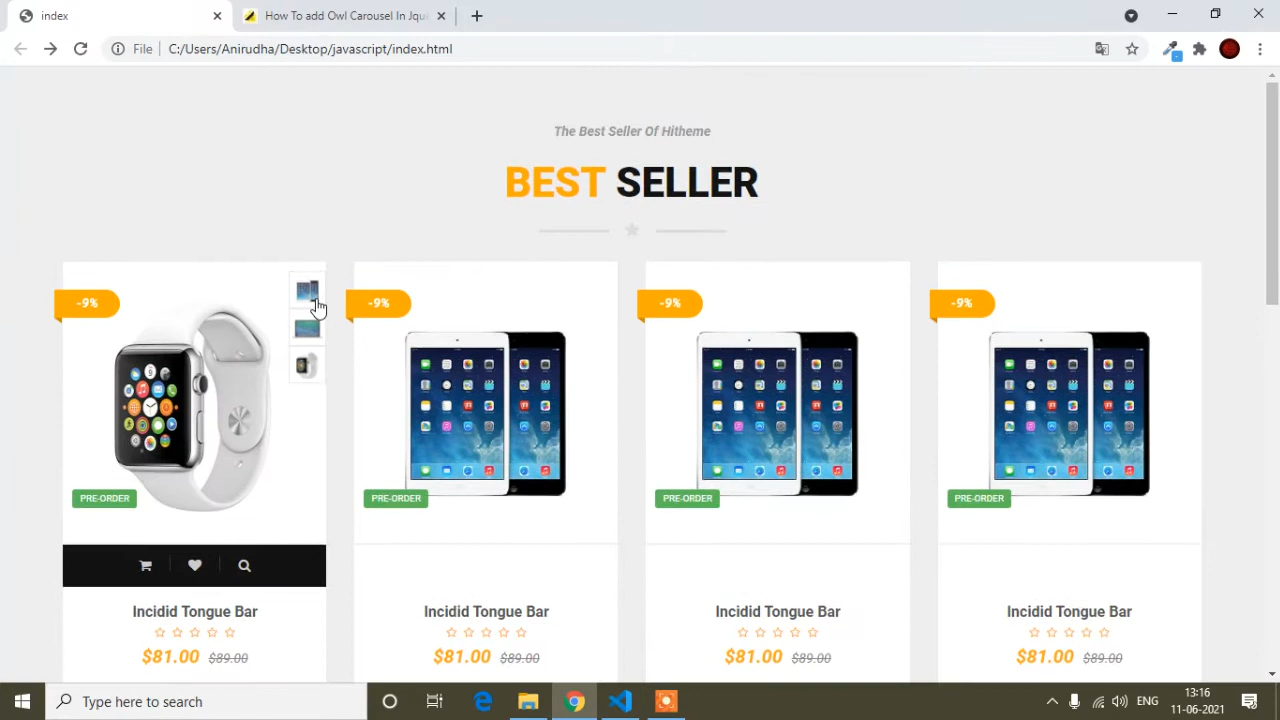 index
How To add Owl Carousel In Jqu
File
C:/Users/Anirudha/Desktop/javascript/index.html
The Best Seller Of Hitheme
BEST SELLER
-9%
-9%
-9%
-9%
PRE-ORDER
PRE-ORDER
PRE-ORDER
PRE-ORDER
Incidid Tongue Bar
Incidid Tongue Bar
Incidid Tongue Bar
Incidid Tongue Bar
$81.00 $89.00
$81.00 $89.00
$81.00 $89.00
$81.00 $89.00
Type here to search
ENG
13:16
11-06-2021